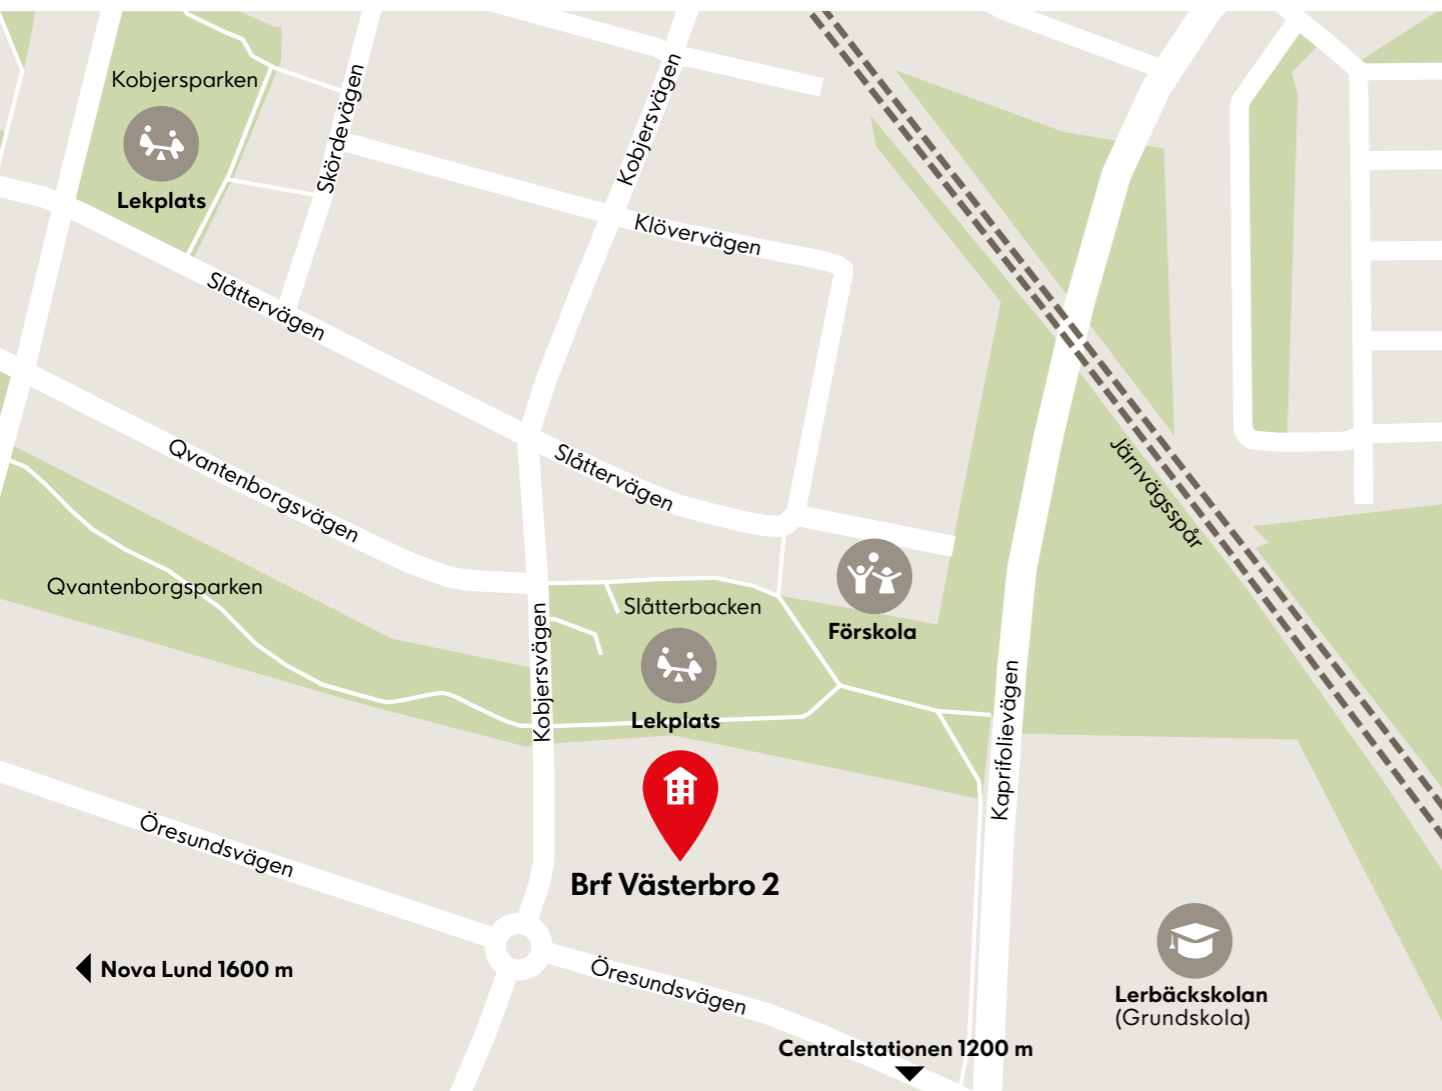 Kobjersparken
Lekplats
Skördevägen
Kobjersvägen
Klövervägen
Slåttervägen
Slåttervägen
Qvantenborgsvägen
Järnvägsspår
Qvantenborgsparken
Slåtterbacken
Förskola
Lekplats
Kobjersvägen
Kaprifolievägen
Brf Västerbro 2
Öresundsvägen
Nova Lund 1600 m
Öresundsvägen
Lerbäckskolan
(Grundskola)
Centralstationen 1200 m